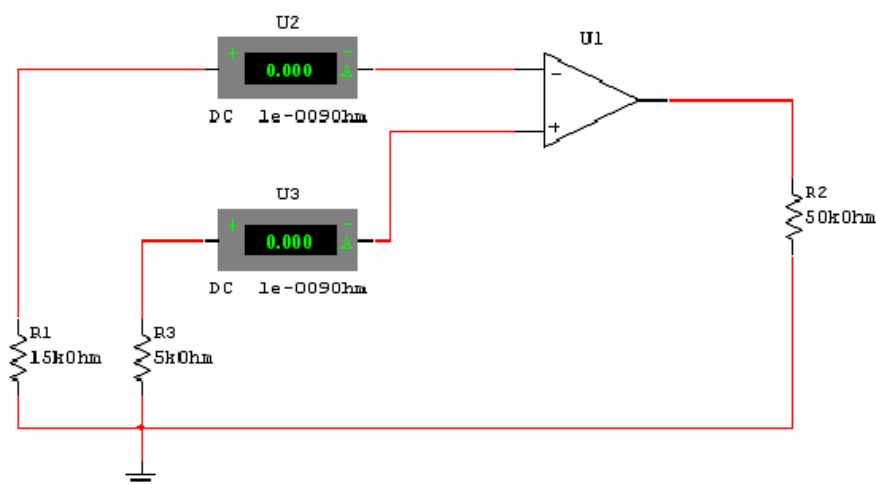 U2
+ -
0.000 A
DC 1e-009Ohm
U1
-
+
U3
+ -
0.000 A
DC 1e-009Ohm
R2
50kOhm
R1
15kOhm
R3
5kOhm